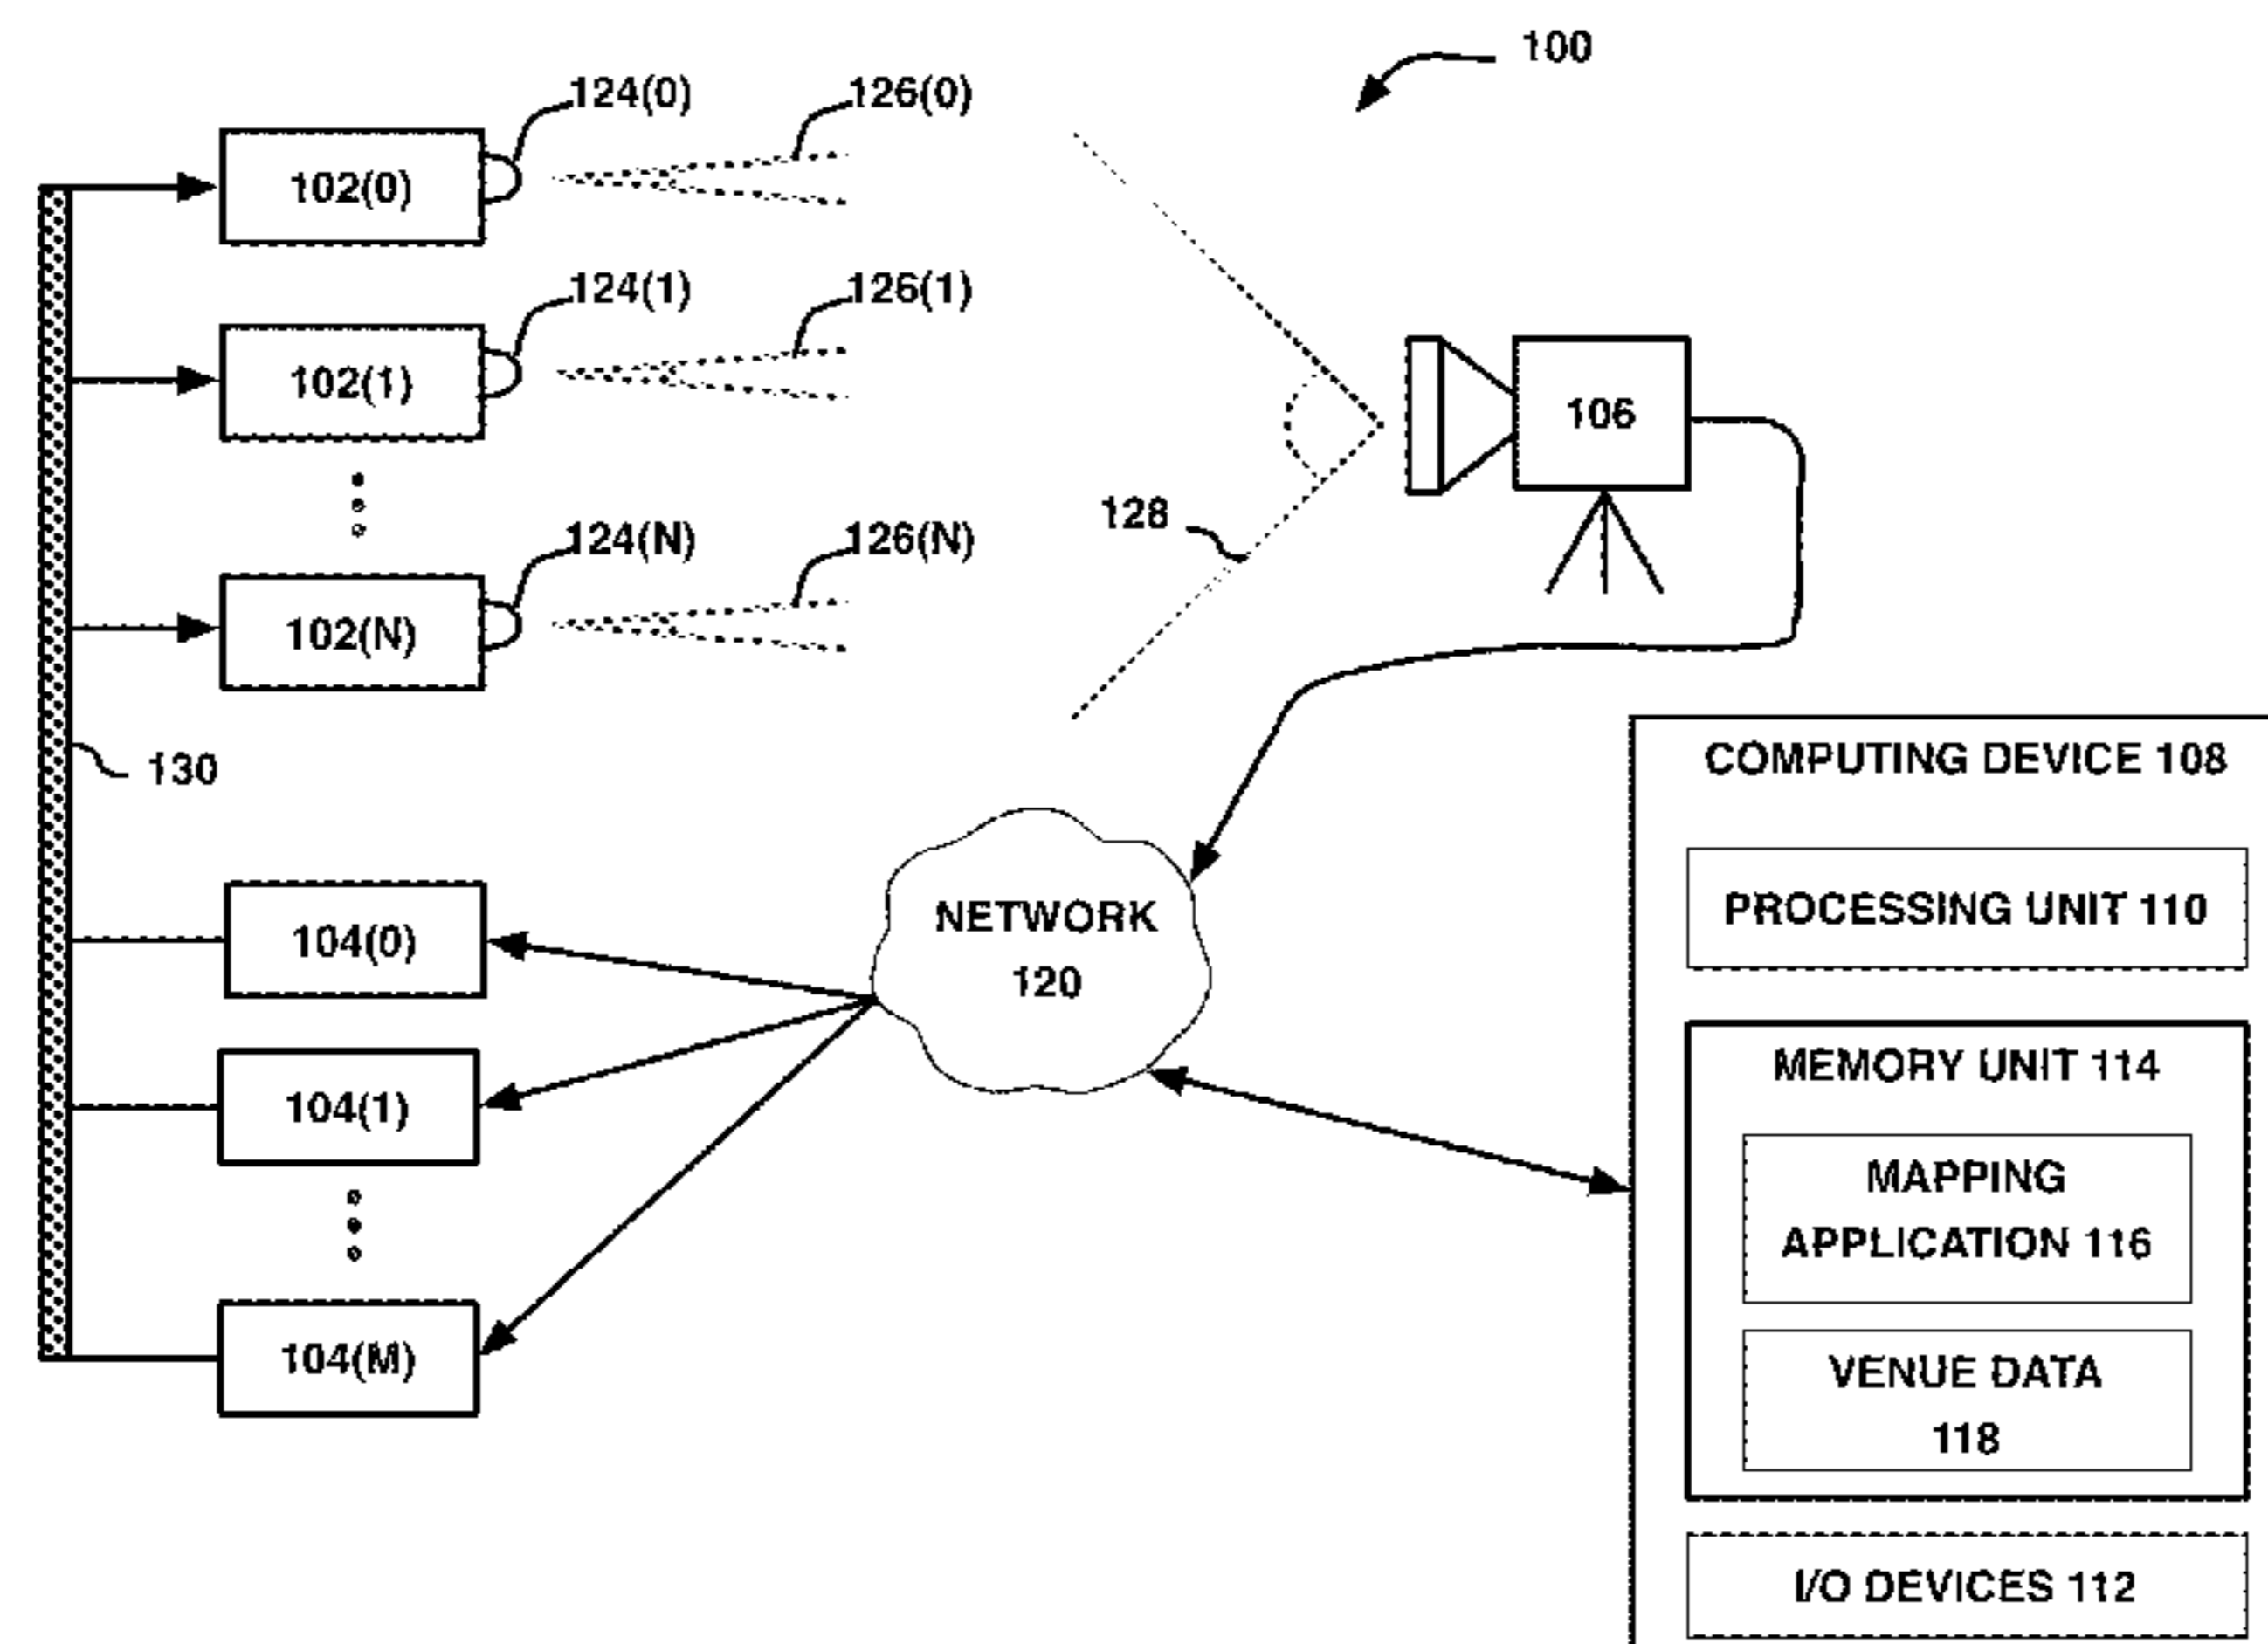 100
124(0)
126(0)
102(0)
124(1)
126(1)
102(1)
106
128
124(N)
126(N)
102(N)
130
COMPUTING DEVICE 108
PROCESSING UNIT 110
NETWORK
120
104(0)
MEMORY UNIT 114
104(1)
MAPPING
APPLICATION 116
104(M)
VENUE DATA
118
I/O DEVICES 112